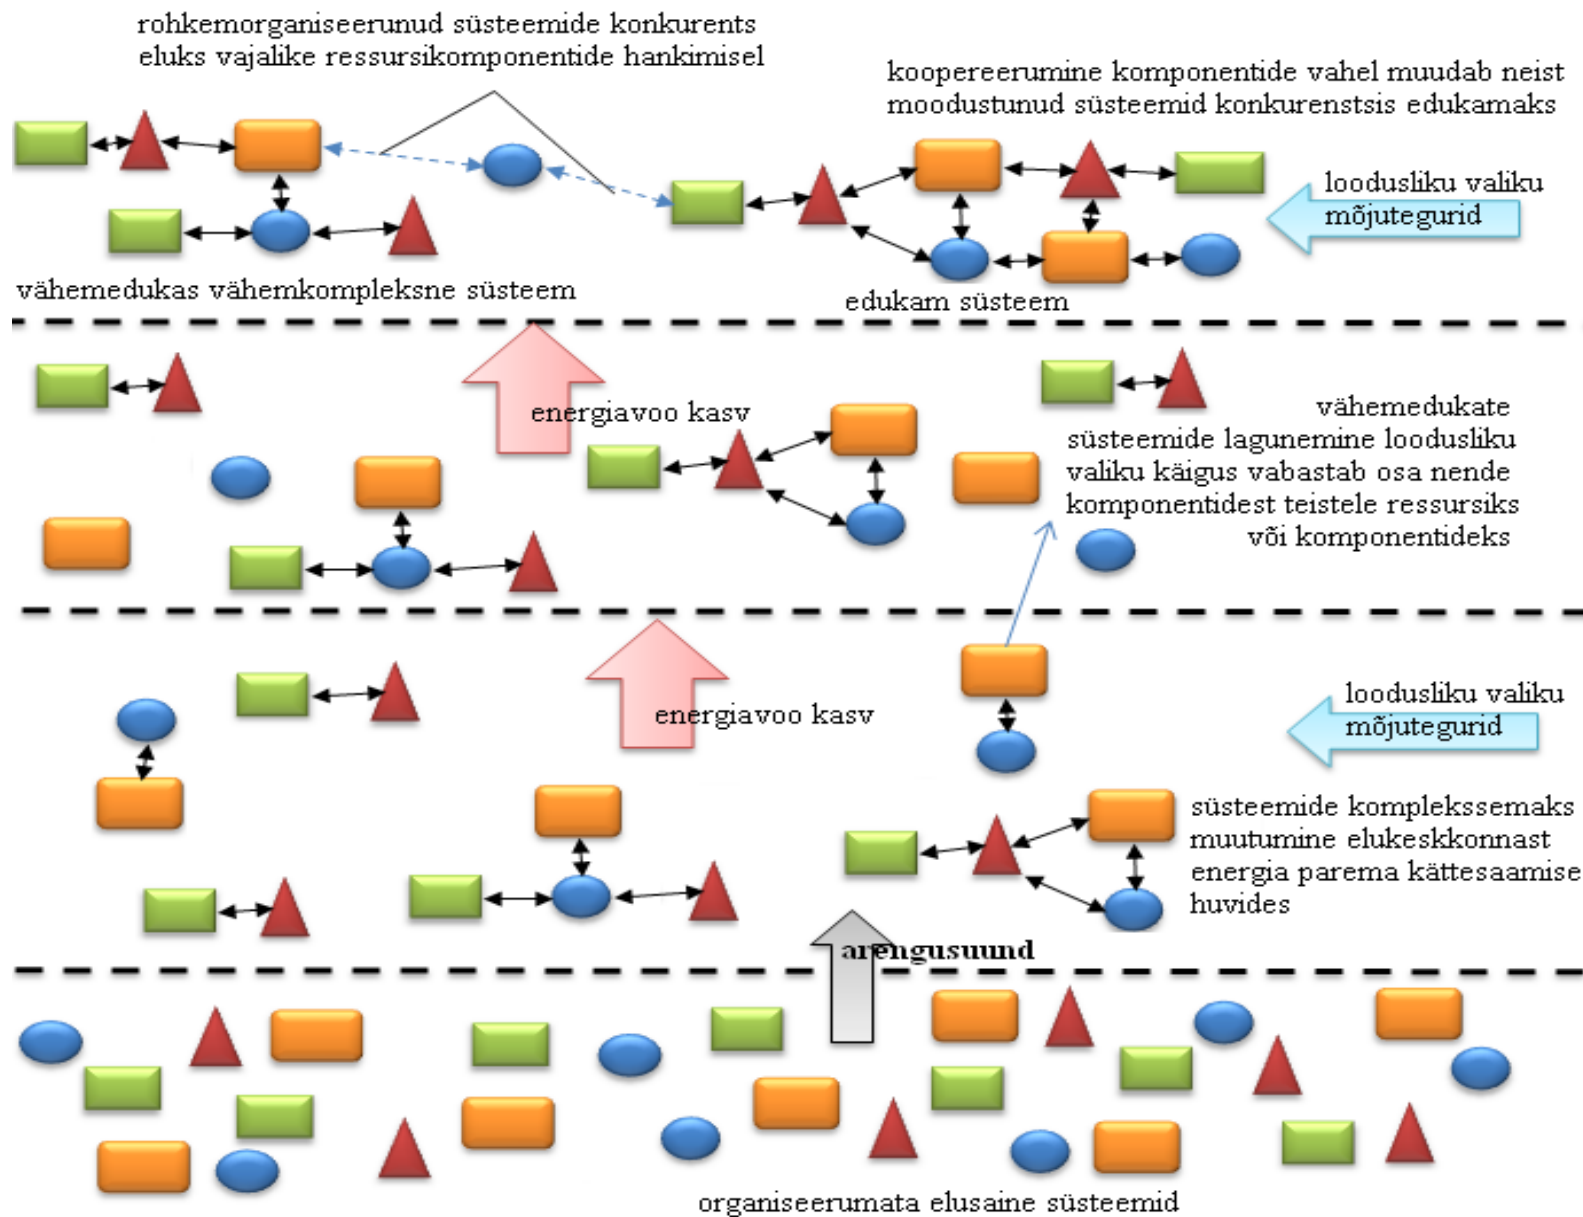 rohkemorganiseerunud süsteemide konkurents
eluks vajalike ressursikomponentide hankimisel
koopereerumine komponentide vahel muudab neist
moodustunud süsteemid konkurenstsis edukamaks
loodusliku valiku
mõjutegurid
vähemedukas vähemkompleksne süsteem
edukam süsteem
energiavoo kasv
vähemedukate
süsteemide lagunemine loodusliku
valiku käigus vabastab osa nende
komponentidest teistele ressursiks
või komponentideks
energiavoo kasv
loodusliku valiku
mõjutegurid
süsteemide komplekssemaks
muutumine elukeskkonnast
energia parema kättesaamise
huvides
arengusuund
organiseerumata elusaine süsteemid